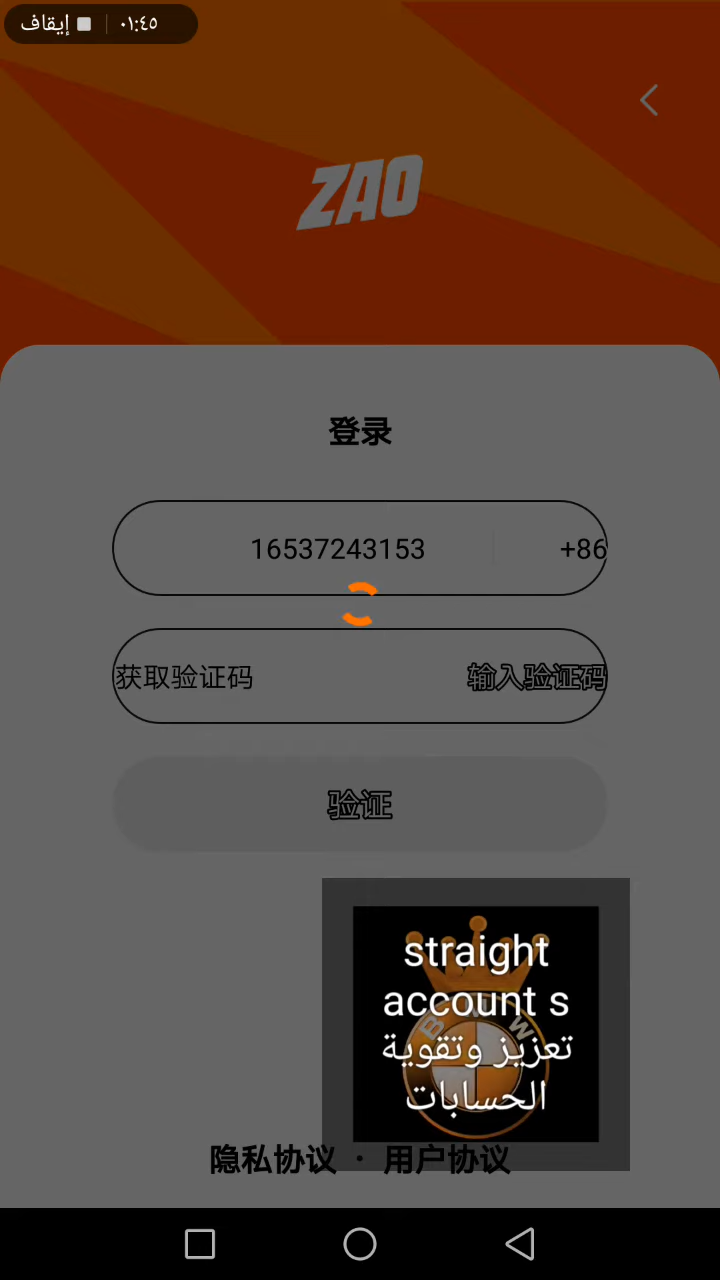 إيقاف ٠١:٤٥
ZAO
登录
16537243153 +86
获取验证码 输入验证码
验证
straight
account s
تعزيز وتقوية
الحسابات
B M W
隐私协议 · 用户协议